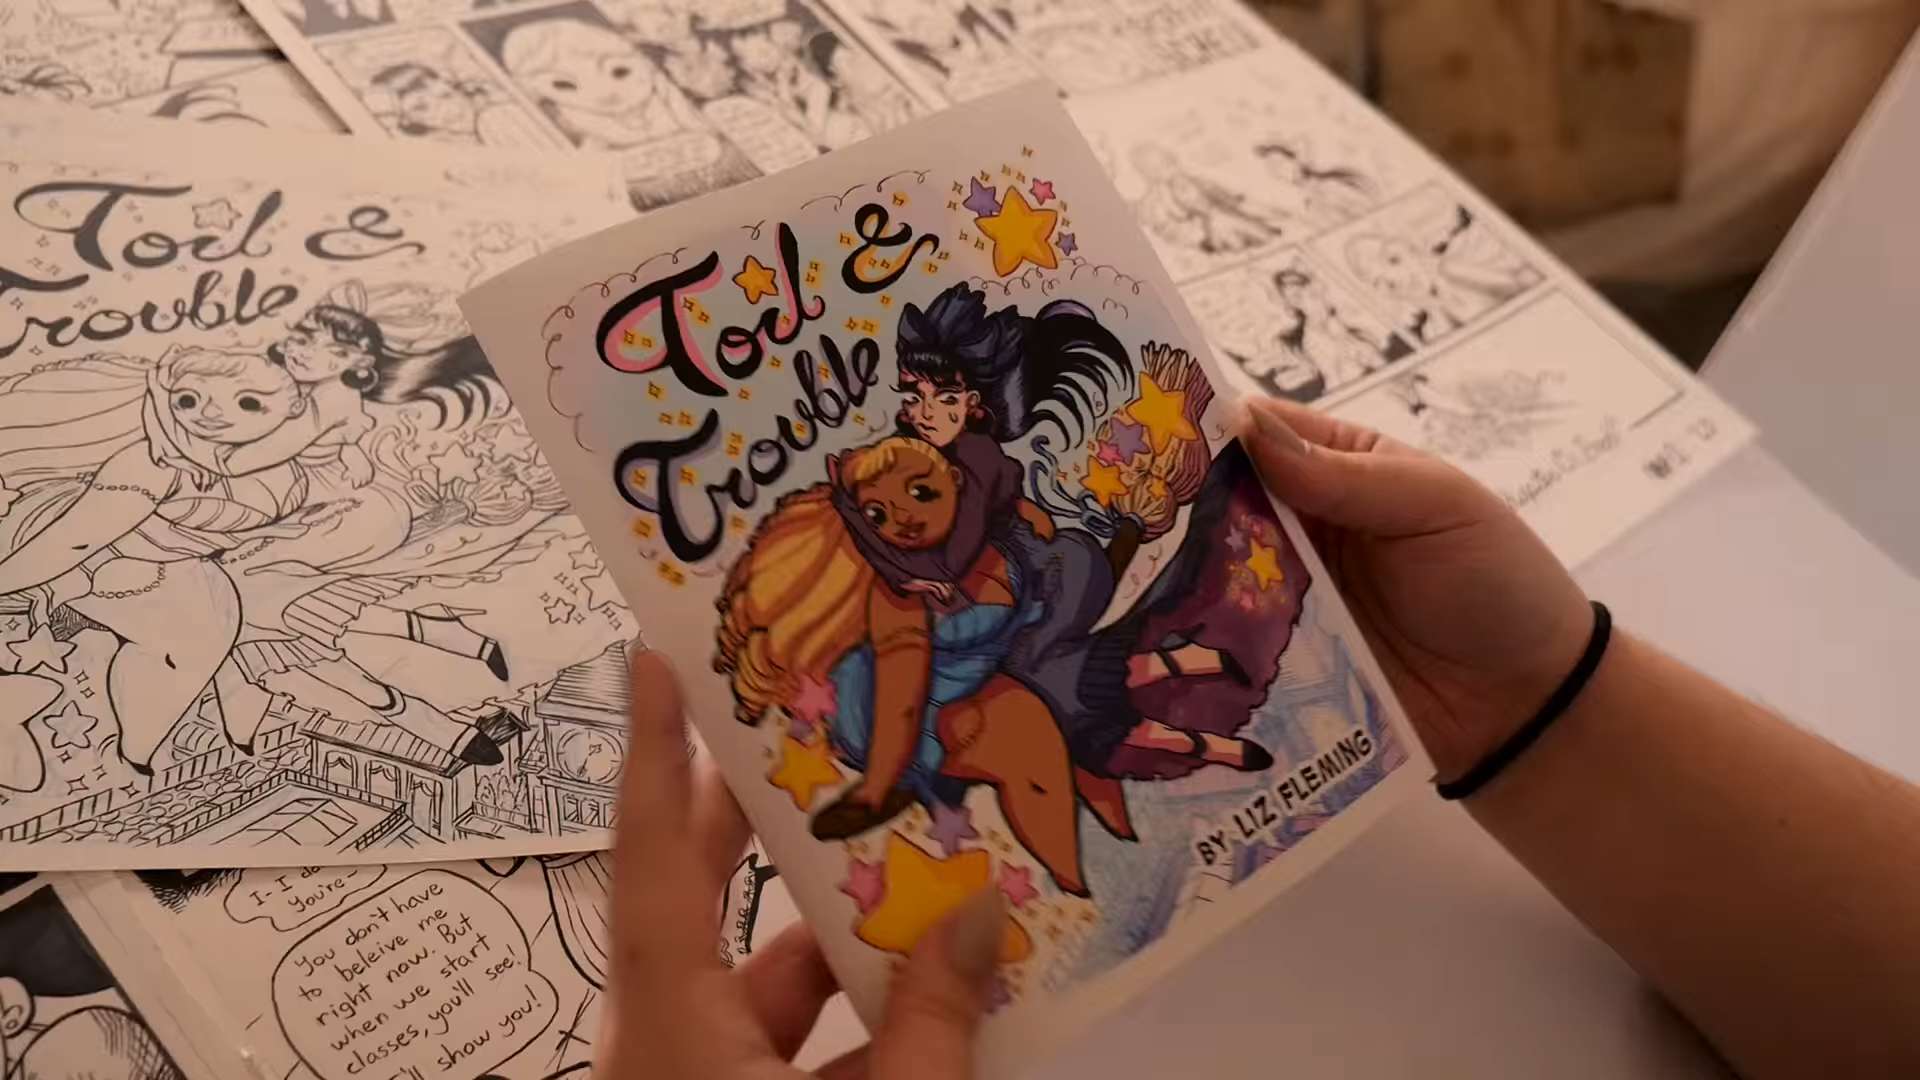 Toil &
Trouble
Toil &
Trouble
BY LIZ FLEMING
I- I do
you're-
You don't have
to beleive me
right now. But
when we start
classes, you'll see!
I'll show you!
#1